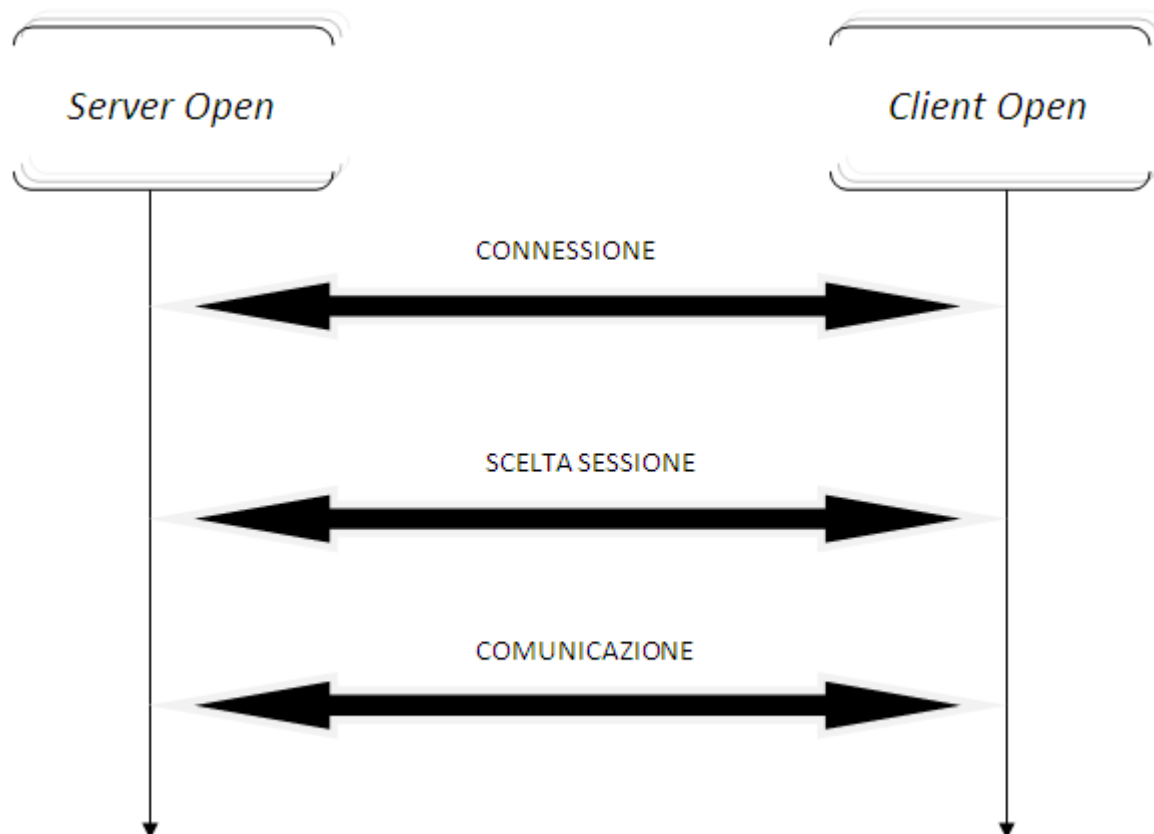 Server Open
Client Open
CONNESSIONE
SCELTA SESSIONE
COMUNICAZIONE